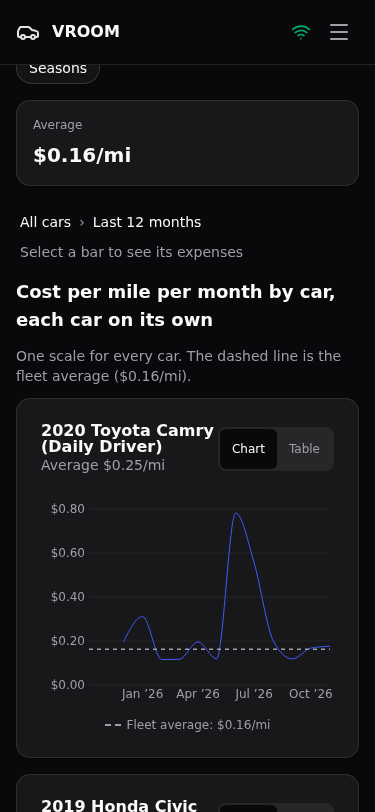 VROOM
Seasons
Average
$0.16/mi
All cars › Last 12 months
Select a bar to see its expenses
Cost per mile per month by car,
each car on its own
One scale for every car. The dashed line is the
fleet average ($0.16/mi).
2020 Toyota Camry
(Daily Driver)
Average $0.25/mi
Chart
Table
$0.80
$0.60
$0.40
$0.20
$0.00
Jan ’26 Apr ’26 Jul ’26 Oct ’26
Fleet average: $0.16/mi
2019 Honda Civic